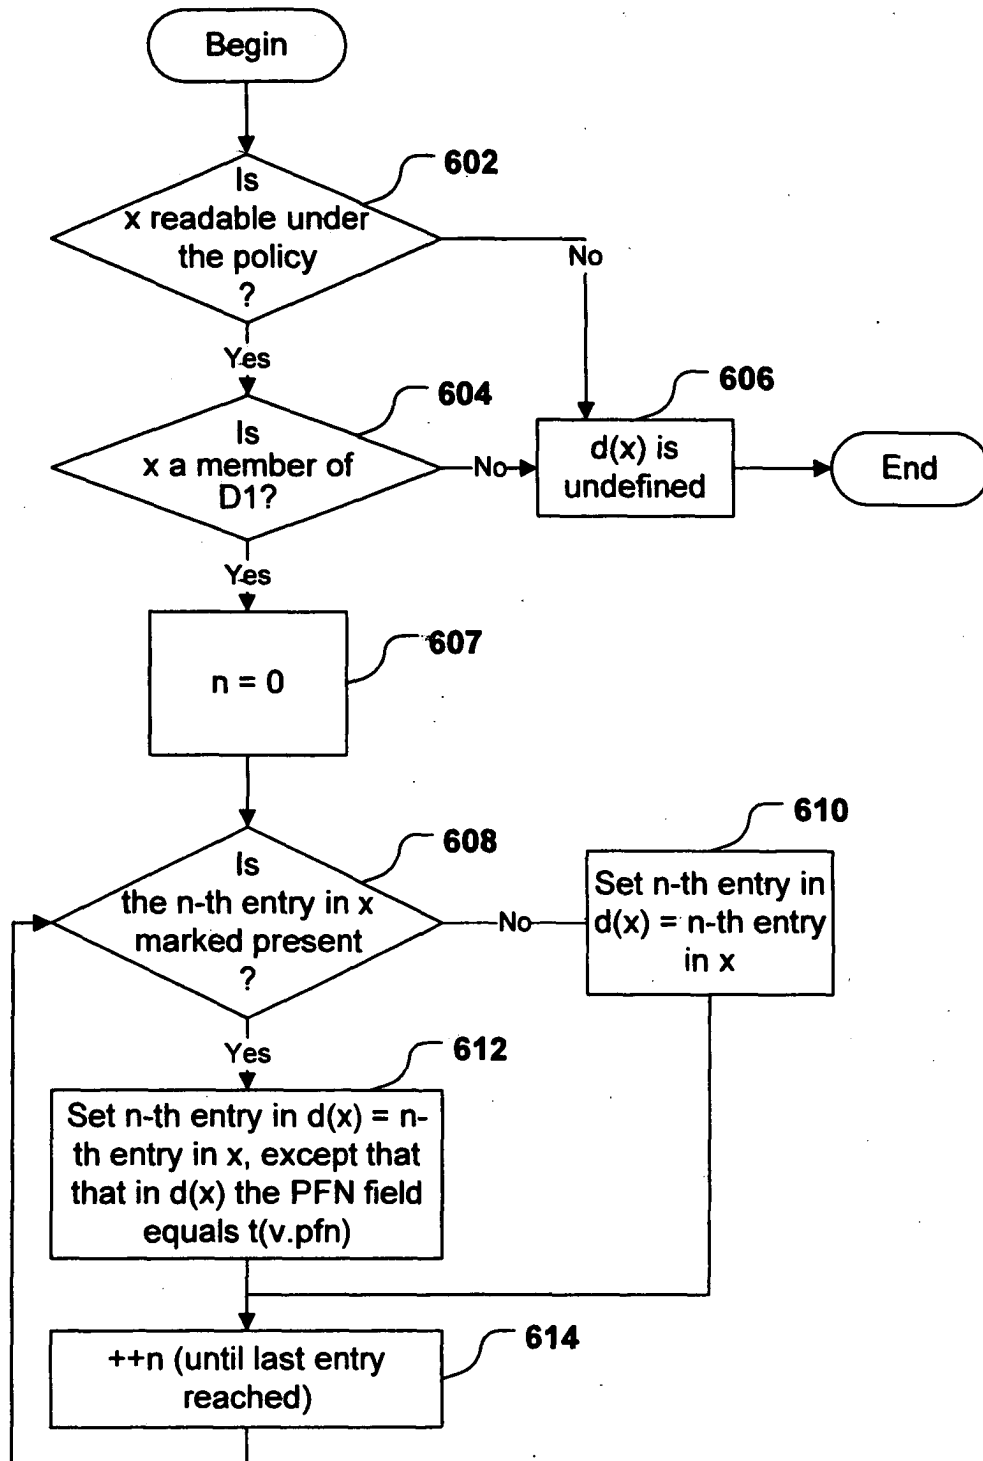 Begin
602
Is
x readable under
the policy
?
No
Yes
604
606
Is
x a member of
D1?
No
d(x) is
undefined
End
Yes
607
n = 0
610
608
Is
the n-th entry in x
marked present
?
No
Set n-th entry in
d(x) = n-th entry
in x
Yes
612
Set n-th entry in d(x) = n-
th entry in x, except that
that in d(x) the PFN field
equals t(v.pfn)
614
++n (until last entry
reached)